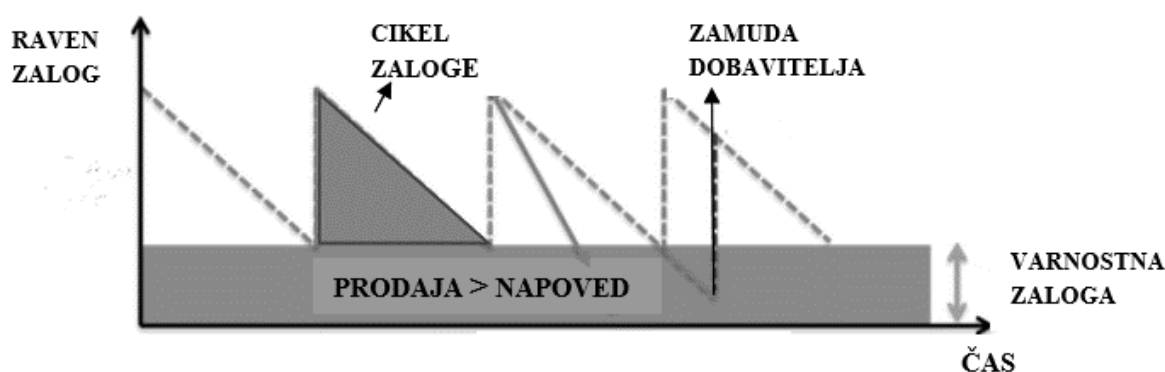 RAVEN
ZALOG
CIKEL
ZALOGE
ZAMUDA
DOBAVITELJA
PRODAJA > NAPOVED
VARNOSTNA
ZALOGA
ČAS